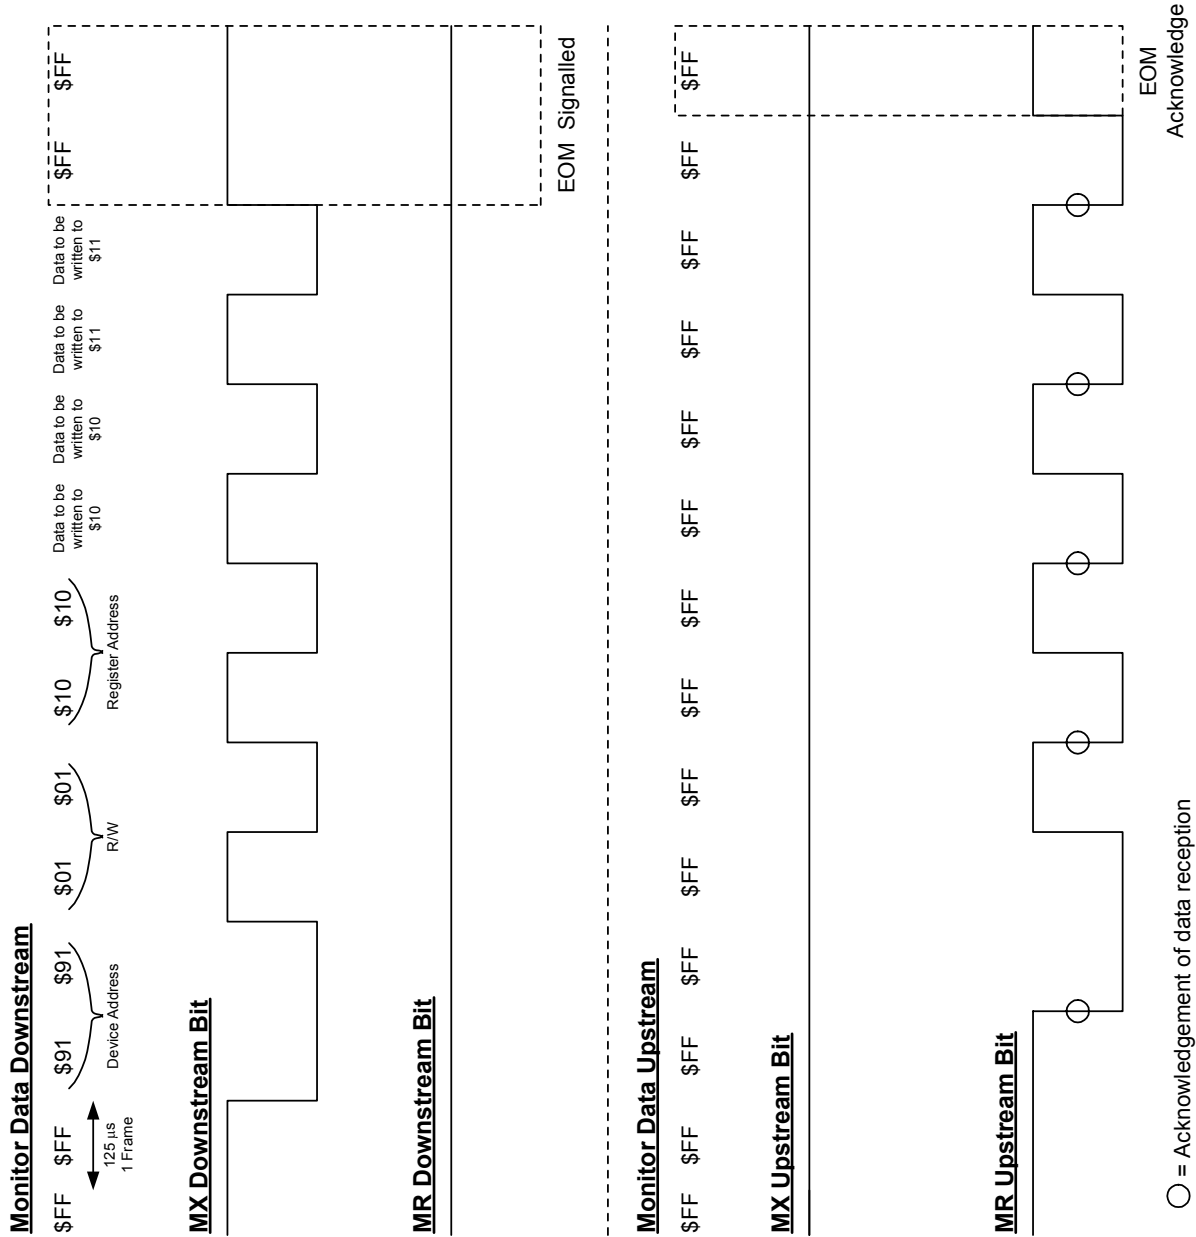 Monitor Data Downstream
$FF $FF $91 $91 $01 $01 $10 $10
Data to be
written to
$10
Data to be
written to
$10
Data to be
written to
$11
Data to be
written to
$11
$FF $FF
125 µs
1 Frame
Device Address
R/W
Register Address
MX Downstream Bit
MR Downstream Bit
EOM Signalled
Monitor Data Upstream
$FF $FF $FF $FF $FF $FF $FF $FF $FF $FF $FF $FF $FF $FF
MX Upstream Bit
MR Upstream Bit
EOM
Acknowledge
= Acknowledgement of data reception